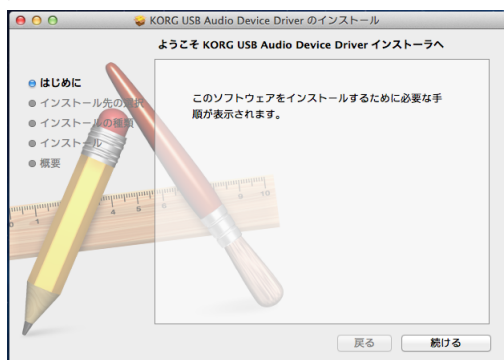 KORG USB Audio Device Driver のインストール
ようこそ KORG USB Audio Device Driver インストーラへ
はじめに
インストール先の選択
インストールの種類
インストール
概要
このソフトウェアをインストールするために必要な手
順が表示されます。
戻る
続ける